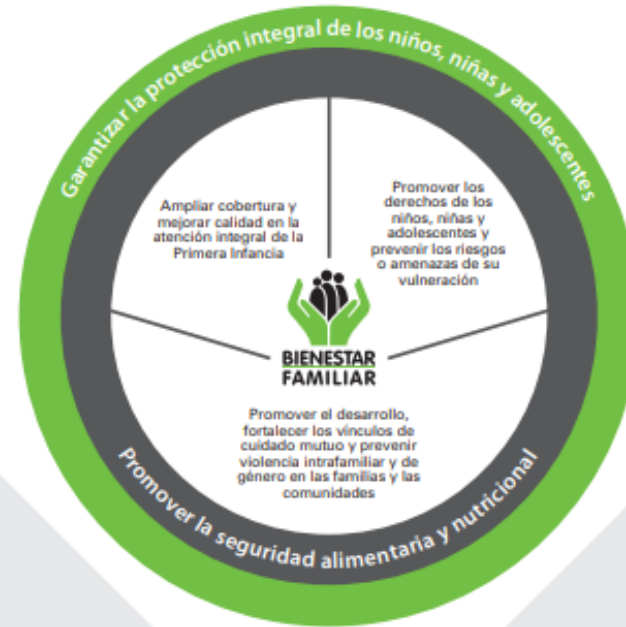 Garantizar la protección integral de los niños, niñas y adolescentes
Ampliar cobertura y
mejorar calidad en la
atención integral de la
Primera Infancia
Promover los
derechos de los
niños, niñas y
adolescentes y
prevenir los riesgos
o amenazas de su
vulneración
BIENESTAR
FAMILIAR
Promover el desarrollo,
fortalecer los vínculos de
cuidado mutuo y prevenir
violencia intrafamiliar y de
género en las familias y las
comunidades
Promover la seguridad alimentaria y nutricional